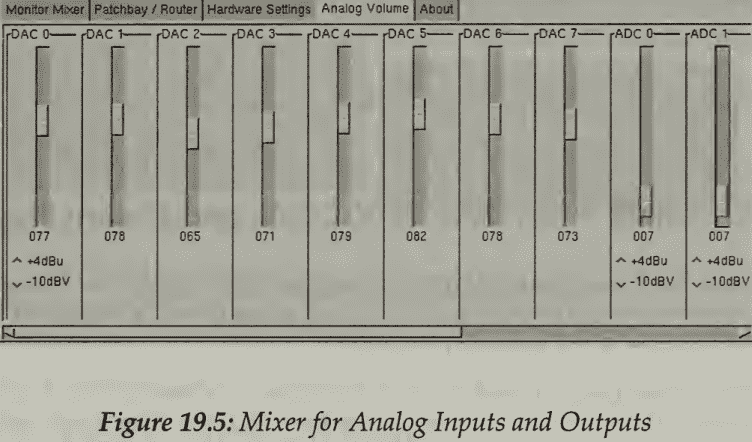 Monitor Mixer Patchbay / Router Hardware Settings Analog Volume About
DAC 0 DAC 1 DAC 2 DAC 3 DAC 4 DAC 5 DAC 6 DAC 7 ADC 0 ADC 1
077 078 065 071 079 082 078 073 007 007
+4dBu +4dBu +4dBu
-10dBV -10dBV -10dBV
Figure 19.5: Mixer for Analog Inputs and Outputs